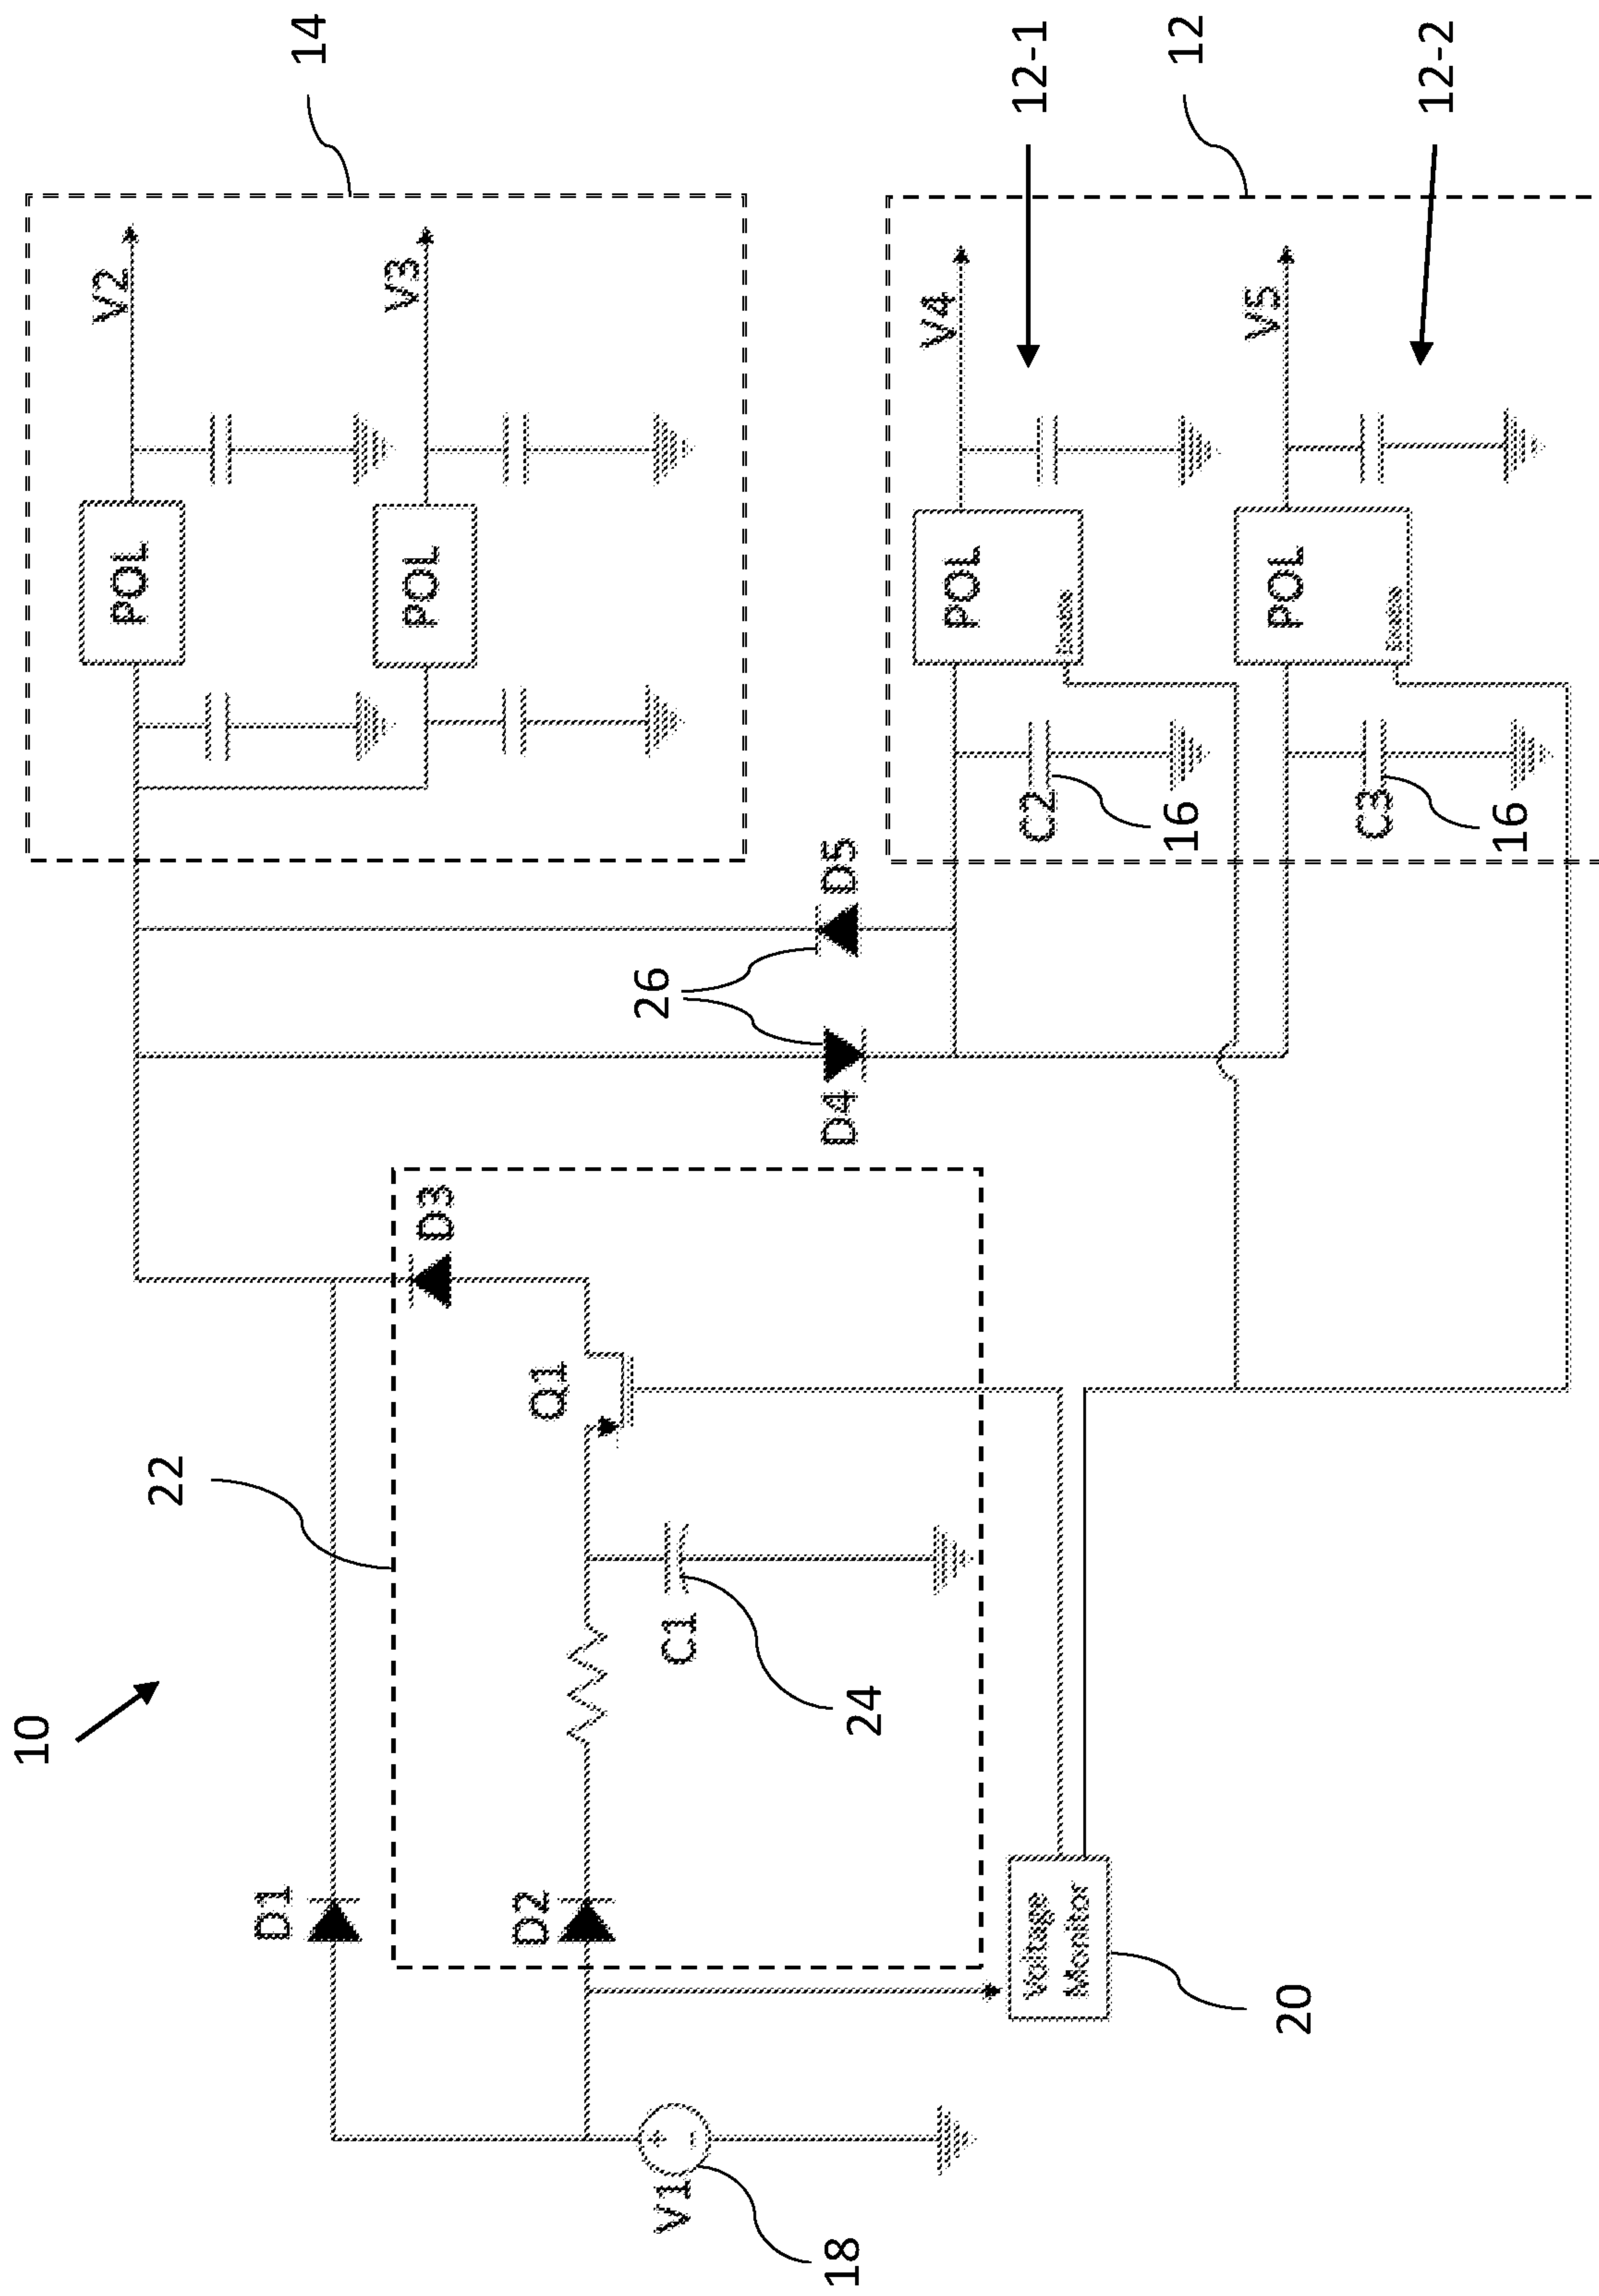 10
22
14
12-1
12
12-2
V2
V3
V4
V5
POL
POL
POL
POL
C2
16
C3
16
D5
26
D4
D3
Q1
C1
24
D1
D2
Voltage
Monitor
20
V1
18